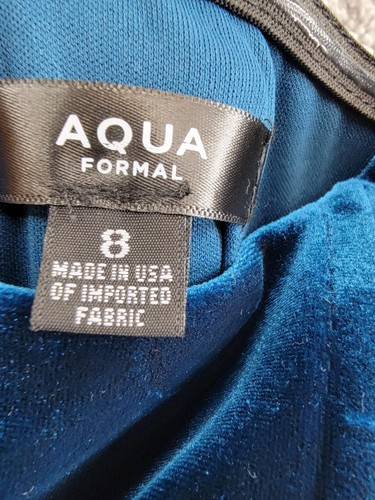 AQUA
FORMAL
8
MADE IN USA
OF IMPORTED
FABRIC